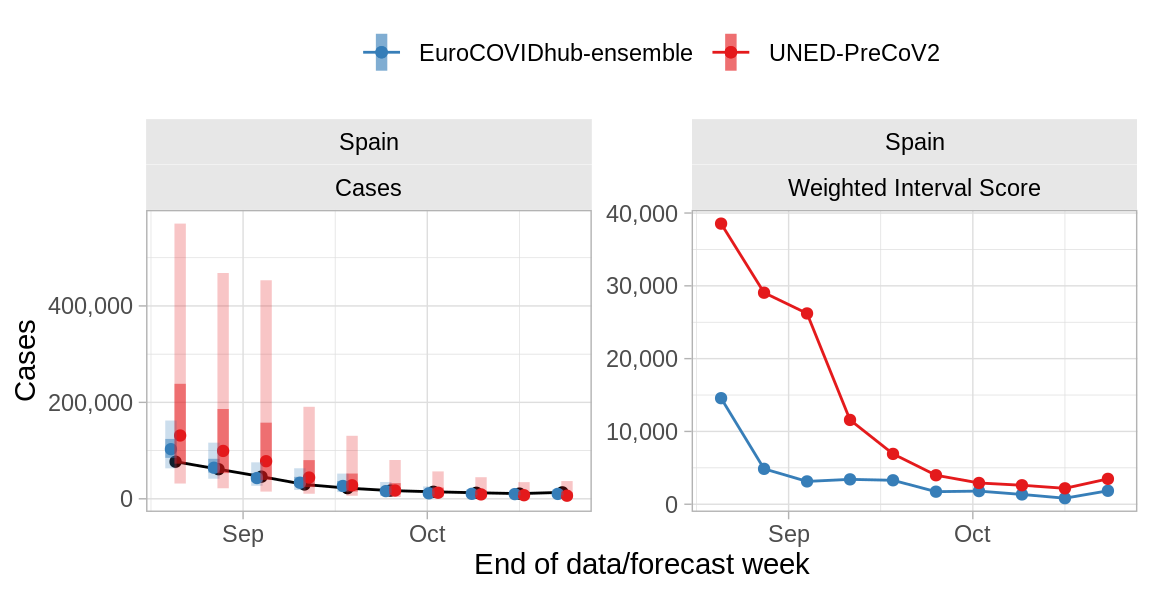 EuroCOVIDhub-ensemble UNED-PreCoV2
Spain
Cases
Cases
400,000
200,000
0
Sep Oct
Spain
Weighted Interval Score
40,000
30,000
20,000
10,000
0
Sep Oct
End of data/forecast week